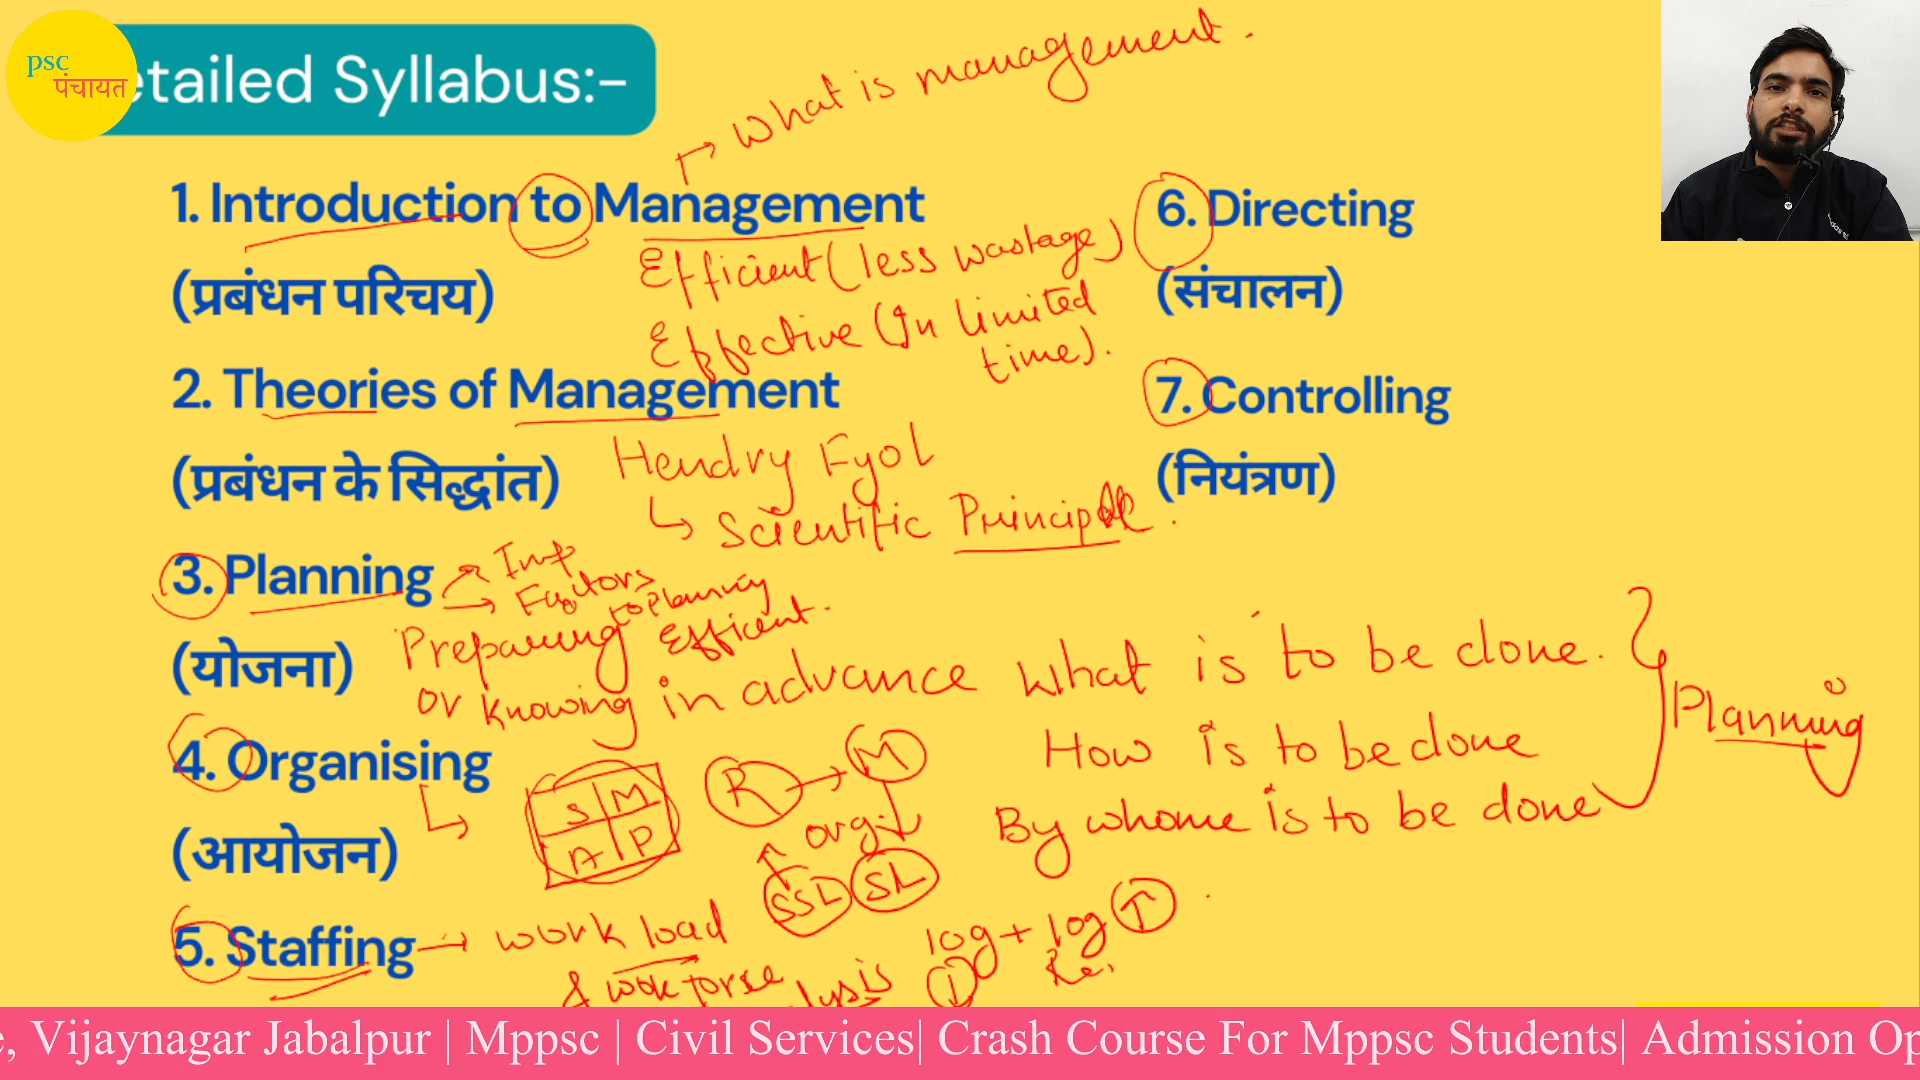 psc
पंचायत
etailed Syllabus:-
What is management.
1. Introduction to Management
(प्रबंधन परिचय)
Efficient (less wastage)
Effective (In limited
time).
2. Theories of Management
(प्रबंधन के सिद्धांत)
Hendry Fyol
Scientific Principle.
3. Planning
Imp
Factors
to Planning
(योजना)
Preparing Efficient.
or knowing in advance What is to be done.
How is to be done
By whome is to be done
Planning
4. Organising
(आयोजन)
S M
A P
R
M
org.
SSL SL
5. Staffing
work load
& work forse
log + log
6. Directing
(संचालन)
7. Controlling
(नियंत्रण)
e, Vijaynagar Jabalpur | Mppsc | Civil Services| Crash Course For Mppsc Students| Admission Op